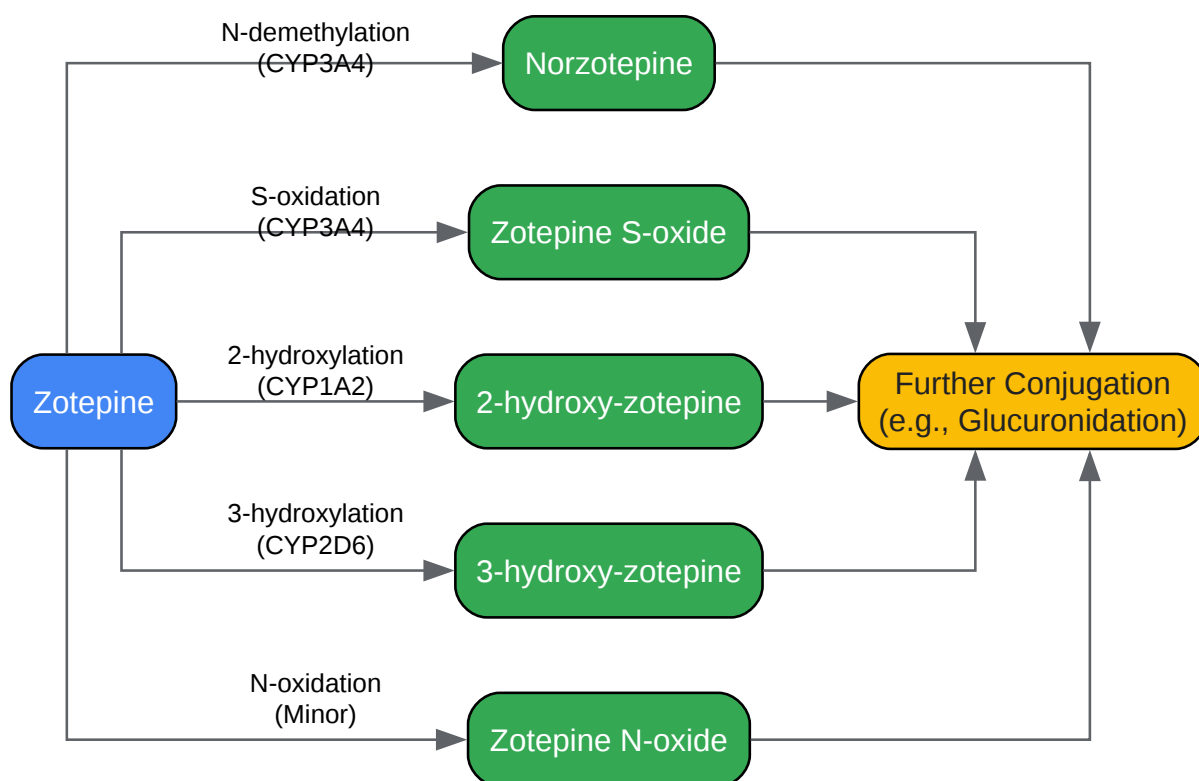 N-demethylation
(CYP3A4)
Norzotepine
S-oxidation
(CYP3A4)
Zotepine S-oxide
Zotepine
2-hydroxylation
(CYP1A2)
2-hydroxy-zotepine
Further Conjugation
(e.g., Glucuronidation)
3-hydroxylation
(CYP2D6)
3-hydroxy-zotepine
N-oxidation
(Minor)
Zotepine N-oxide